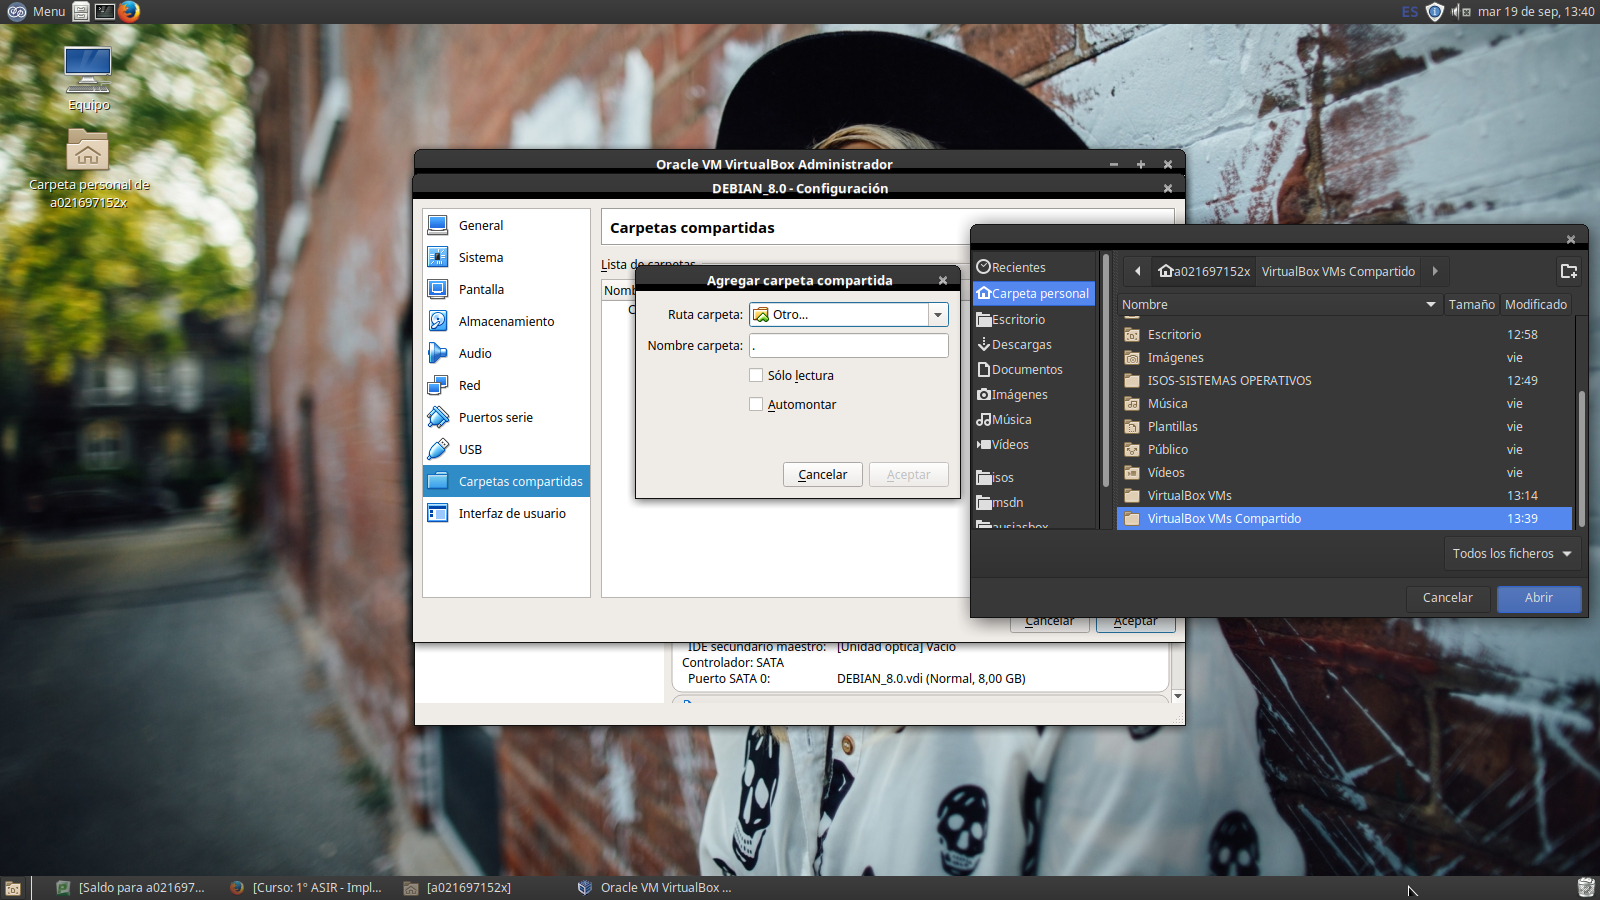 Menu
ES
mar 19 de sep, 13:40
Equipo
Carpeta personal de
a021697152x
Oracle VM VirtualBox Administrador
DEBIAN_8.0 - Configuración
General
Sistema
Pantalla
Almacenamiento
Audio
Red
Puertos serie
USB
Carpetas compartidas
Interfaz de usuario
Carpetas compartidas
Lista de carpetas
Agregar carpeta compartida
Ruta carpeta:
Otro...
Nombre carpeta:
.
Sólo lectura
Automontar
Cancelar
Aceptar
Recientes
Carpeta personal
Escritorio
Descargas
Documentos
Imágenes
Música
Vídeos
isos
msdn
ausiasbox
a021697152x
VirtualBox VMs Compartido
Nombre
Tamaño
Modificado
Escritorio 12:58
Imágenes vie
ISOS-SISTEMAS OPERATIVOS 12:49
Música vie
Plantillas vie
Público vie
Vídeos vie
VirtualBox VMs 13:14
VirtualBox VMs Compartido 13:39
Todos los ficheros
Cancelar
Abrir
Cancelar
Aceptar
IDE secundario maestro: [Unidad óptica] Vacío
Controlador: SATA
Puerto SATA 0: DEBIAN_8.0.vdi (Normal, 8,00 GB)
[Saldo para a021697...
[Curso: 1º ASIR - Impl...
[a021697152x]
Oracle VM VirtualBox ...